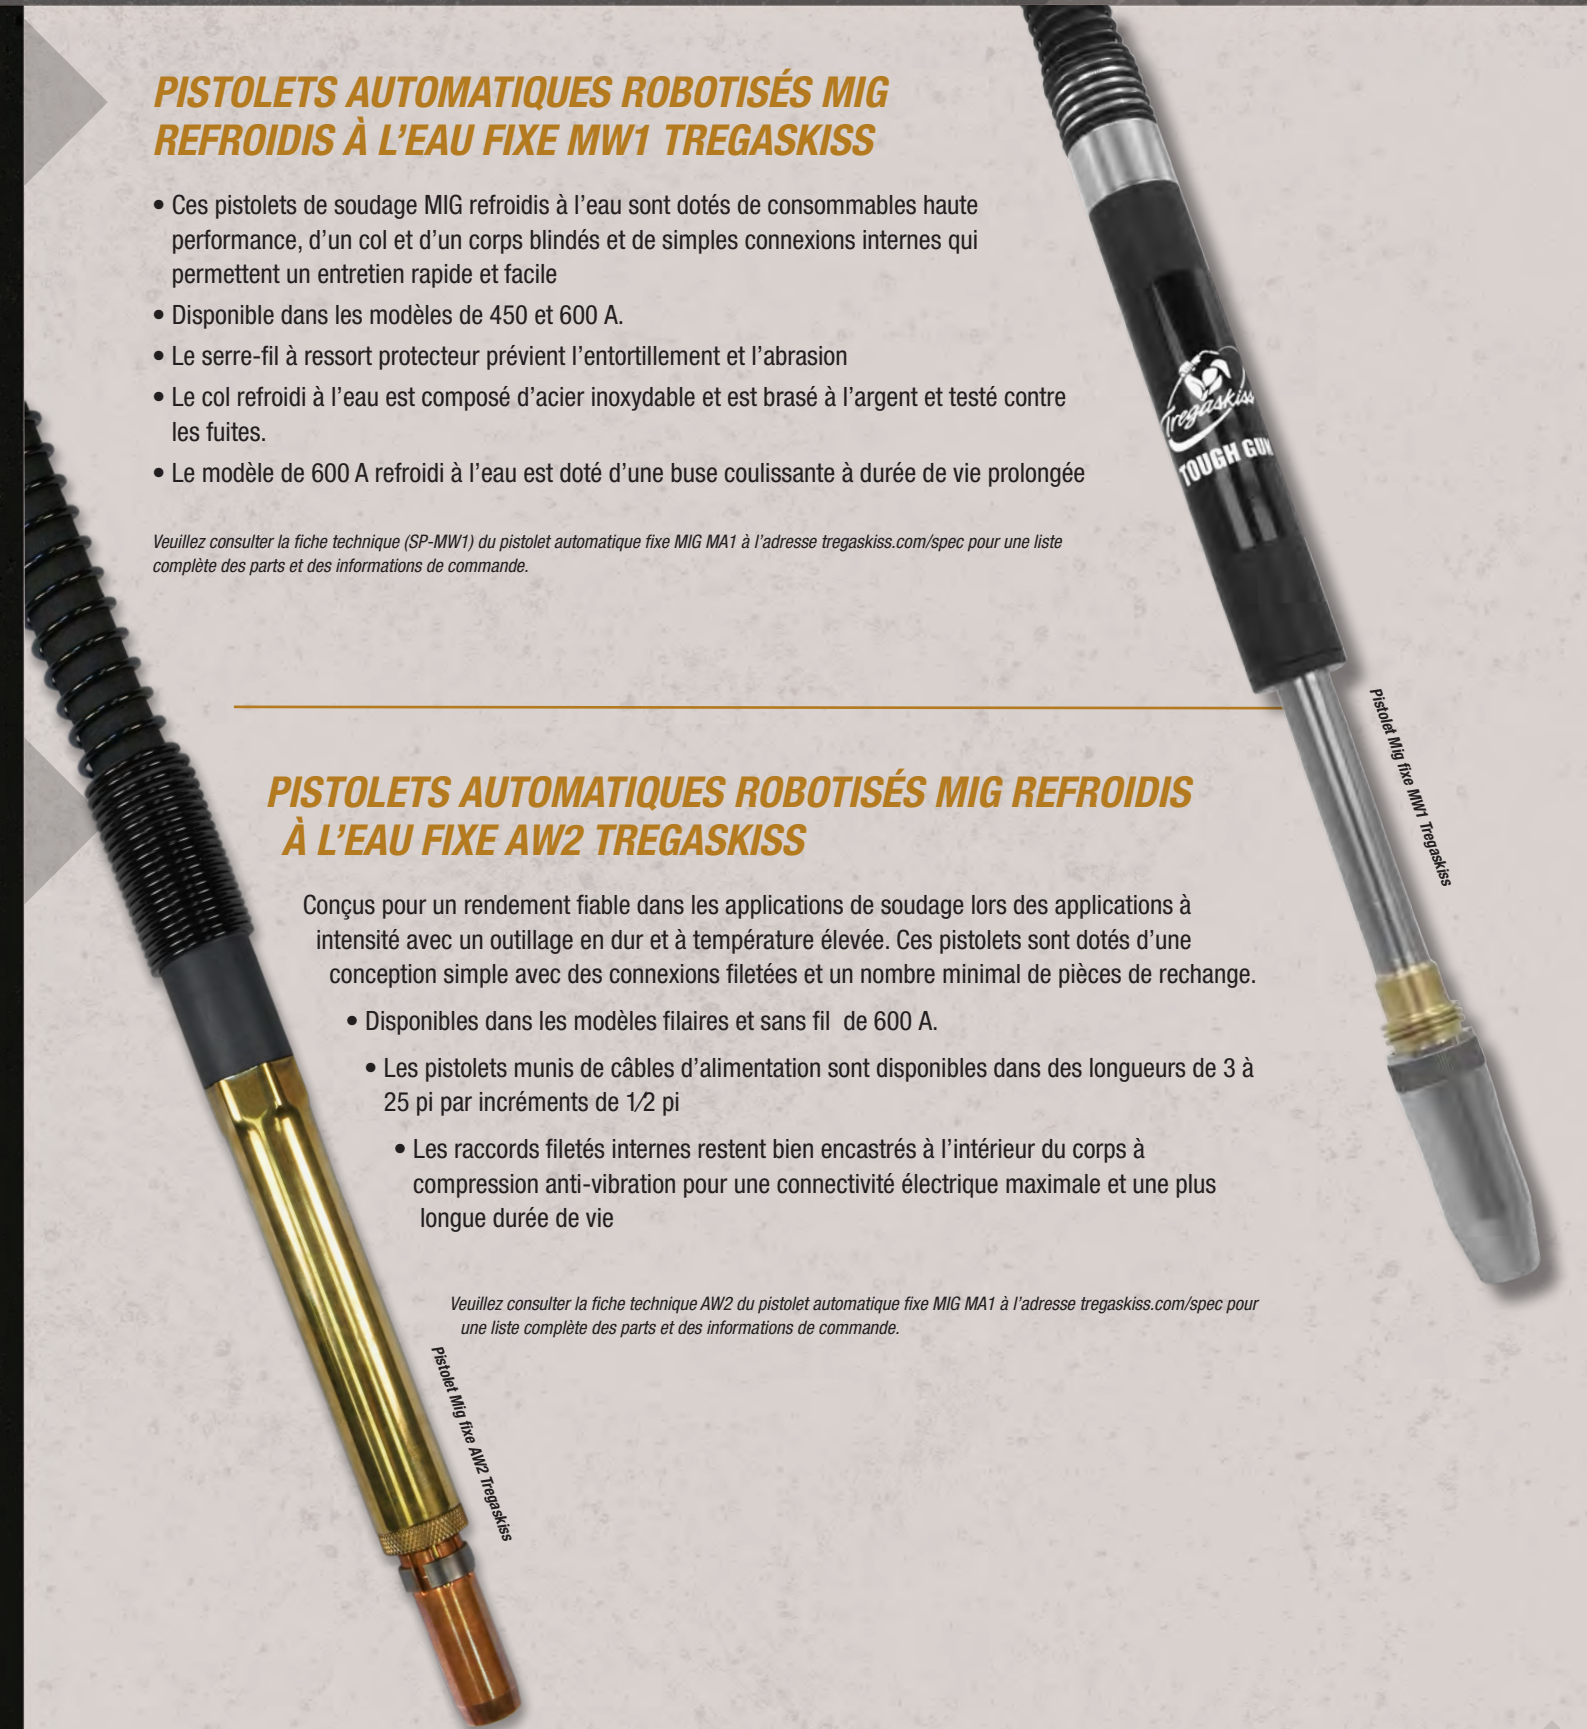 PISTOLETS AUTOMATIQUES ROBOTISÉS MIG
REFROIDIS À L’EAU FIXE MW1 TREGASKISS
• Ces pistolets de soudage MIG refroidis à l’eau sont dotés de consommables haute
performance, d’un col et d’un corps blindés et de simples connexions internes qui
permettent un entretien rapide et facile
• Disponible dans les modèles de 450 et 600 A.
• Le serre-fil à ressort protecteur prévient l’entortillement et l’abrasion
• Le col refroidi à l’eau est composé d’acier inoxydable et est brasé à l’argent et testé contre
les fuites.
• Le modèle de 600 A refroidi à l’eau est doté d’une buse coulissante à durée de vie prolongée
Veuillez consulter la fiche technique (SP-MW1) du pistolet automatique fixe MIG MA1 à l’adresse tregaskiss.com/spec pour une liste
complète des parts et des informations de commande.
Tregaskiss
TOUGH GUN
Pistolet Mig fixe MW1 Tregaskiss
PISTOLETS AUTOMATIQUES ROBOTISÉS MIG REFROIDIS
À L’EAU FIXE AW2 TREGASKISS
Conçus pour un rendement fiable dans les applications de soudage lors des applications à
intensité avec un outillage en dur et à température élevée. Ces pistolets sont dotés d’une
conception simple avec des connexions filetées et un nombre minimal de pièces de rechange.
• Disponibles dans les modèles filaires et sans fil  de 600 A.
• Les pistolets munis de câbles d’alimentation sont disponibles dans des longueurs de 3 à
25 pi par incréments de 1⁄2 pi
• Les raccords filetés internes restent bien encastrés à l’intérieur du corps à
compression anti-vibration pour une connectivité électrique maximale et une plus
longue durée de vie
Veuillez consulter la fiche technique AW2 du pistolet automatique fixe MIG MA1 à l’adresse tregaskiss.com/spec pour
une liste complète des parts et des informations de commande.
Pistolet Mig fixe AW2 Tregaskiss